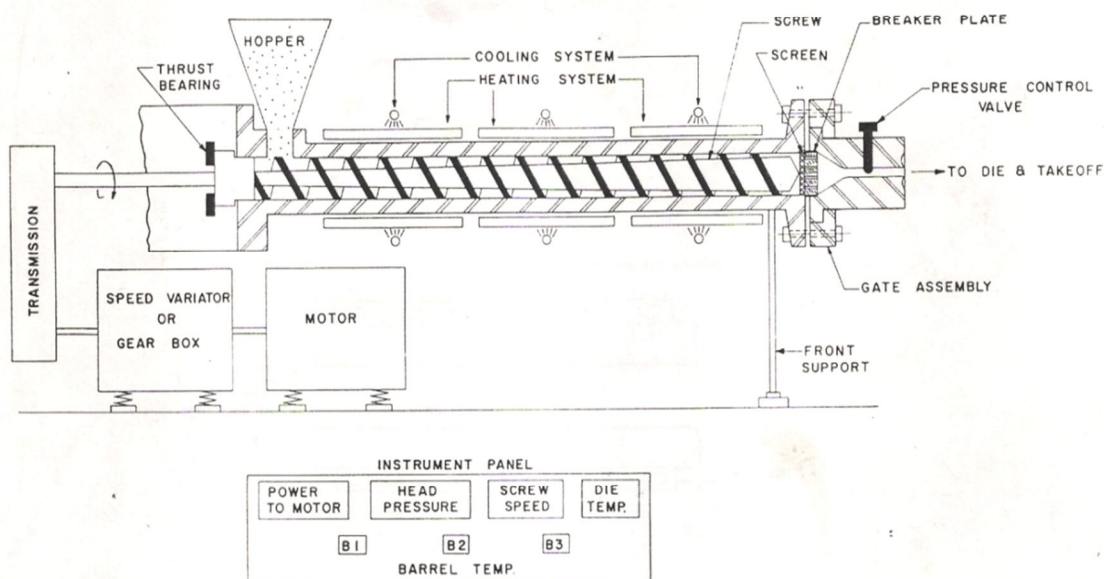 SCREW
BREAKER PLATE
HOPPER
COOLING SYSTEM
SCREEN
THRUST
BEARING
HEATING SYSTEM
PRESSURE CONTROL
VALVE
TO DIE & TAKEOFF
TRANSMISSION
SPEED VARIATOR
OR
GEAR BOX
MOTOR
GATE ASSEMBLY
FRONT
SUPPORT
INSTRUMENT PANEL
POWER
TO MOTOR
HEAD
PRESSURE
SCREW
SPEED
DIE
TEMP.
B1
B2
B3
BARREL TEMP.